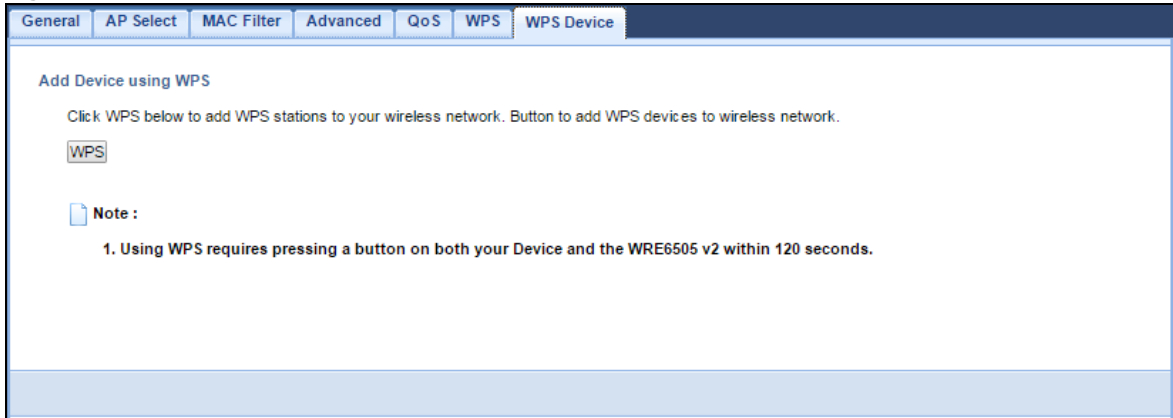 General AP Select MAC Filter Advanced QoS WPS WPS Device
Add Device using WPS
Click WPS below to add WPS stations to your wireless network. Button to add WPS devices to wireless network.
WPS
Note :
1. Using WPS requires pressing a button on both your Device and the WRE6505 v2 within 120 seconds.